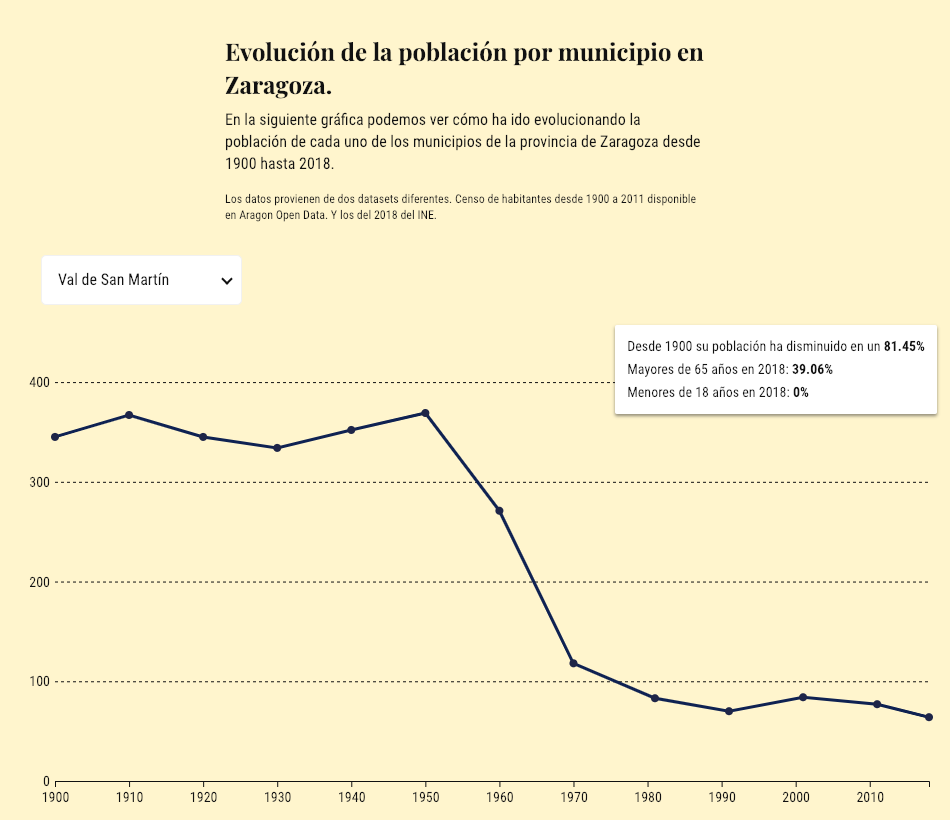 Evolución de la población por municipio en
Zaragoza.
En la siguiente gráfica podemos ver cómo ha ido evolucionando la
población de cada uno de los municipios de la provincia de Zaragoza desde
1900 hasta 2018.
Los datos provienen de dos datasets diferentes. Censo de habitantes desde 1900 a 2011 disponible
en Aragon Open Data. Y los del 2018 del INE.
Val de San Martín
Desde 1900 su población ha disminuido en un 81.45%
Mayores de 65 años en 2018: 39.06%
Menores de 18 años en 2018: 0%
400
300
200
100
0
1900 1910 1920 1930 1940 1950 1960 1970 1980 1990 2000 2010